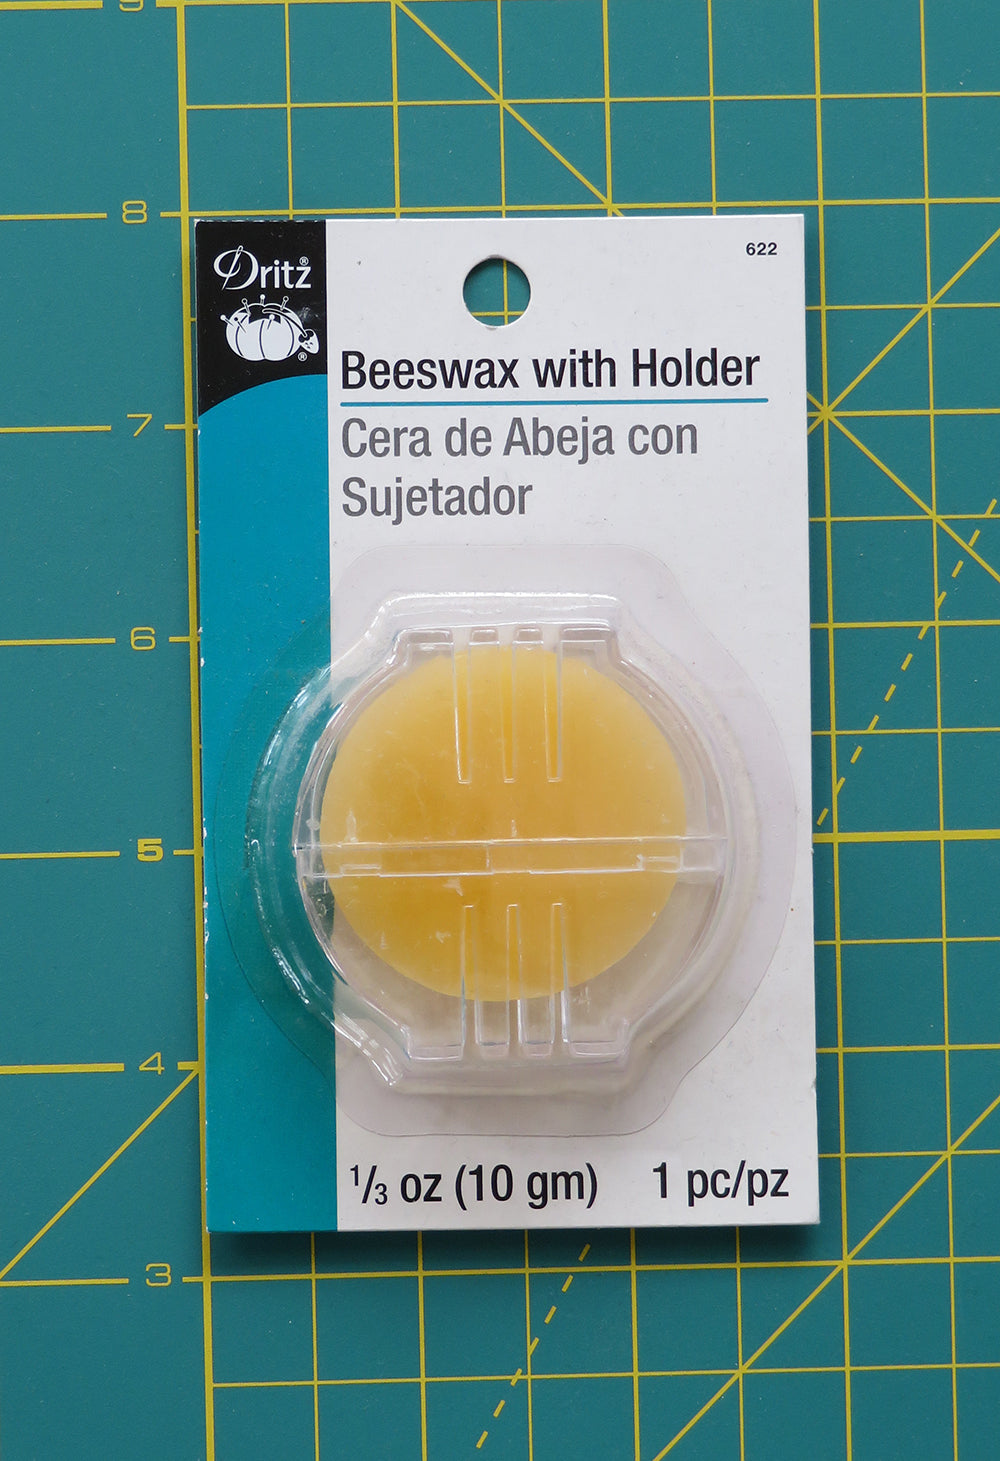 9
8
622
Dritz®
®
Beeswax with Holder
7
Cera de Abeja con
Sujetador
6
5
4
1/3 oz (10 gm) 1 pc/pz
3